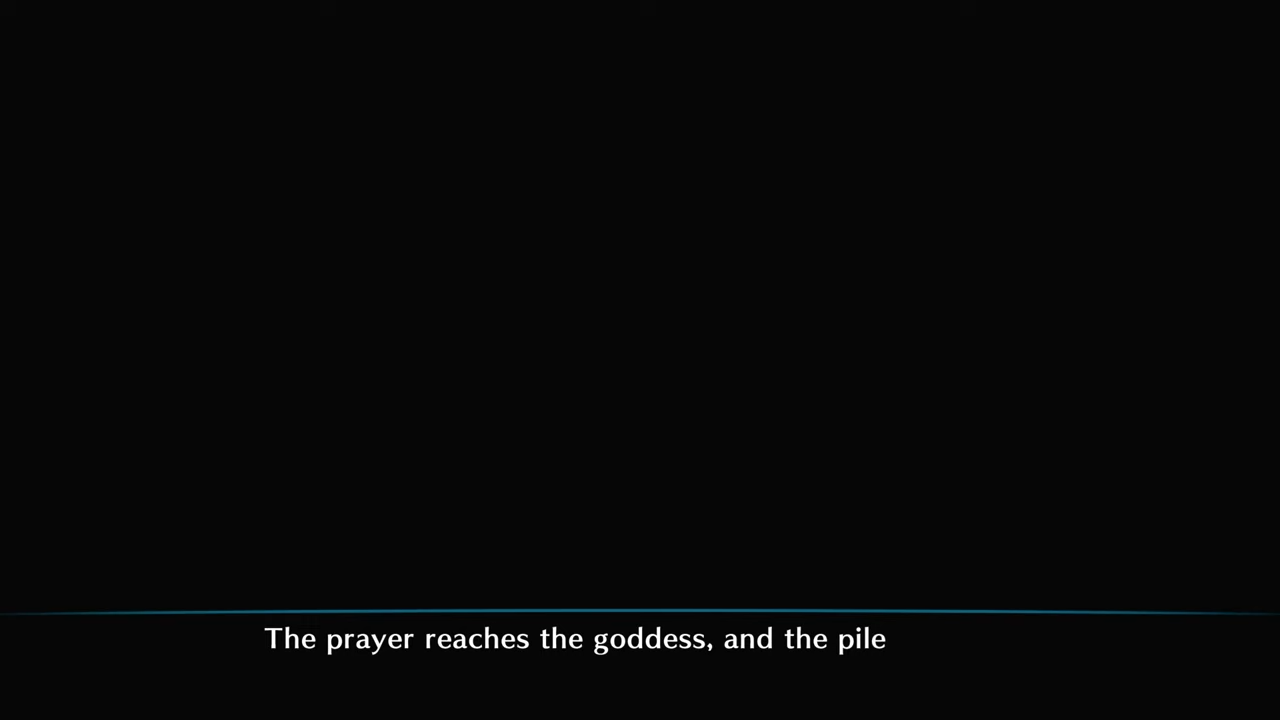 The prayer reaches the goddess, and the pile